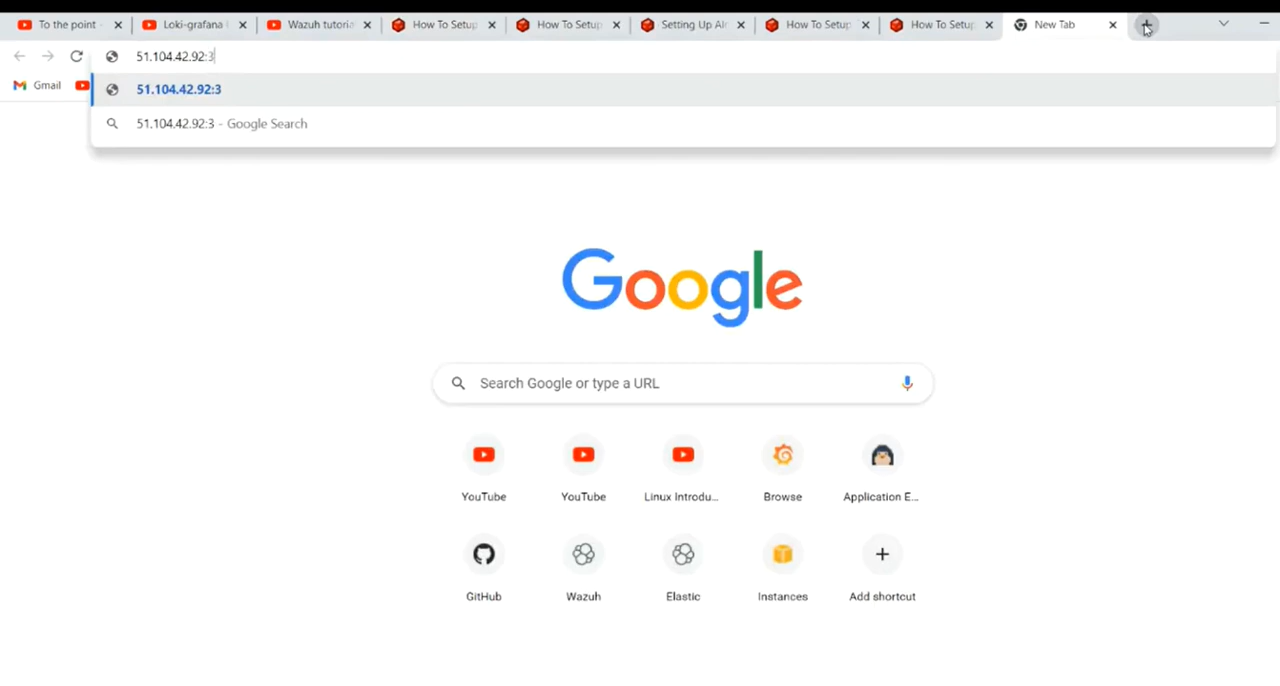 To the point Loki-grafana Wazuh tutoria How To Setup How To Setup Setting Up Al How To Setup How To Setup New Tab
51.104.42.92:3
Gmail
51.104.42.92:3
51.104.42.92:3 - Google Search
Google
Search Google or type a URL
YouTube YouTube Linux Introdu... Browse Application E...
GitHub Wazuh Elastic Instances Add shortcut